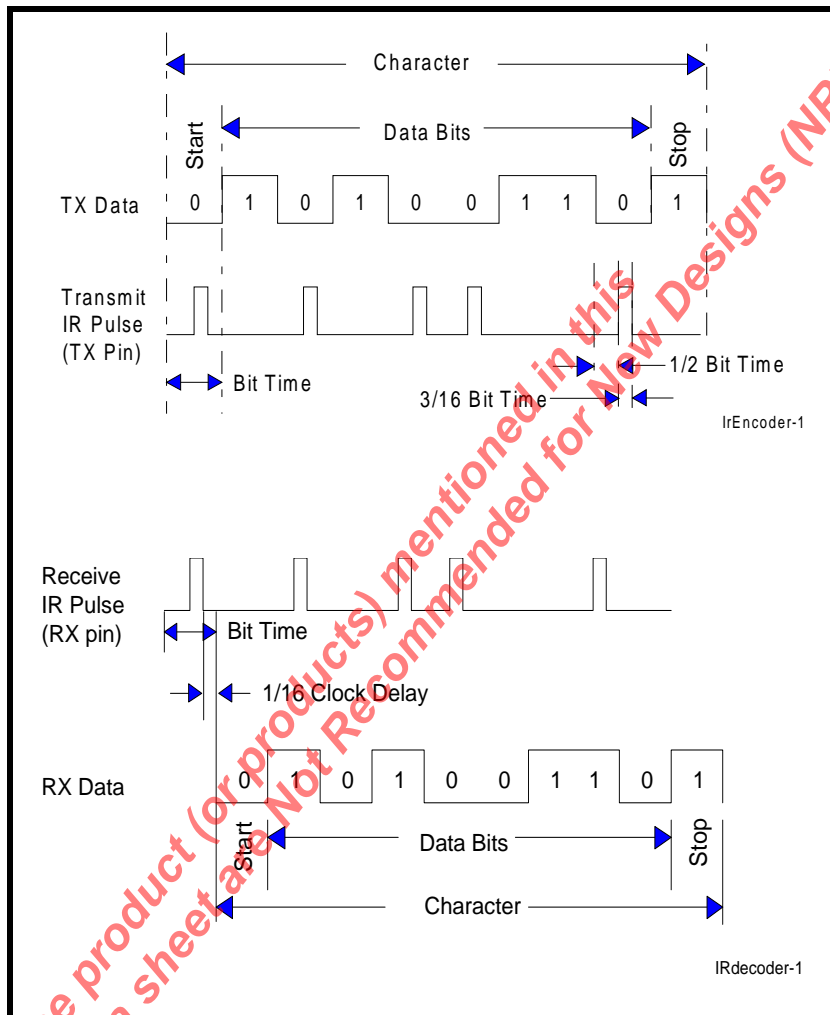 Character
Start
Data Bits
Stop
TX Data
0 1 0 1 0 0 1 1 0 1
Transmit
IR Pulse
(TX Pin)
Bit Time
1/2 Bit Time
3/16 Bit Time
IrEncoder-1
Receive
IR Pulse
(RX pin)
Bit Time
1/16 Clock Delay
RX Data
0 1 0 1 0 0 1 1 0 1
Start
Data Bits
Stop
Character
IRdecoder-1
product (or products) mentioned in this
sheet are Not Recommended for New Designs